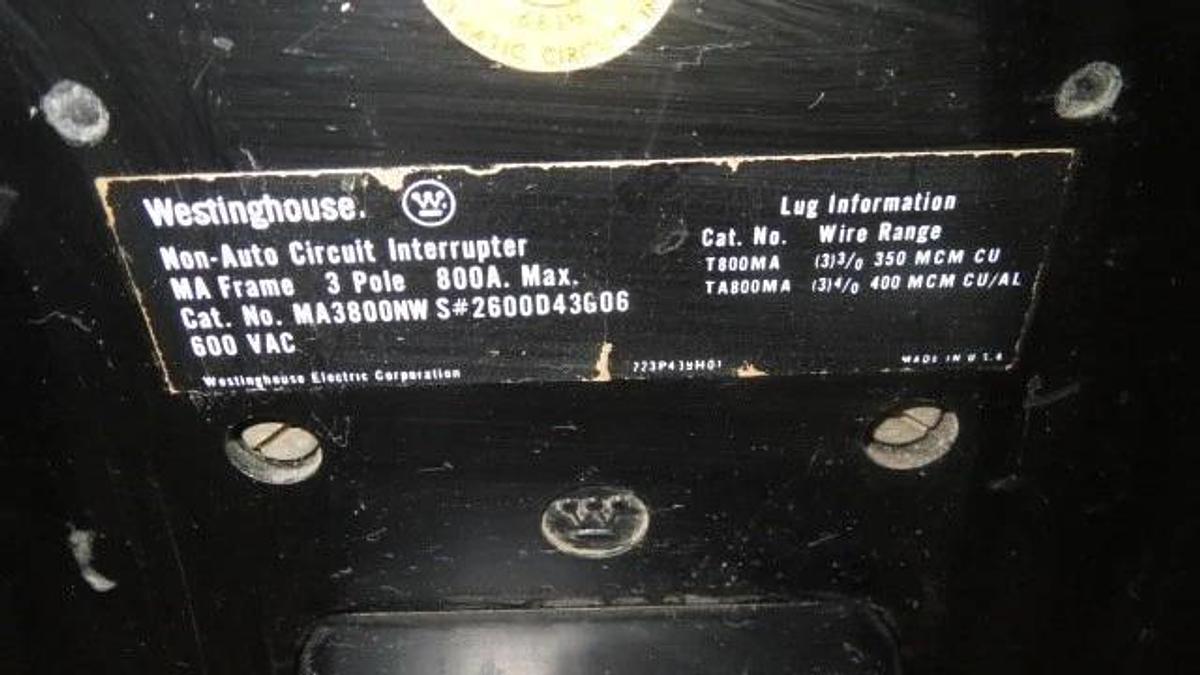 CIRCUIT
Westinghouse. W
Non-Auto Circuit Interrupter
MA Frame 3 Pole 800A. Max.
Cat. No. MA3800NW S#2600D43G06
600 VAC
Westinghouse Electric Corporation
Lug Information
Cat. No. Wire Range
T800MA (3)3/0 350 MCM CU
TA800MA (3)4/0 400 MCM CU/AL
MADE IN U.S.A
W